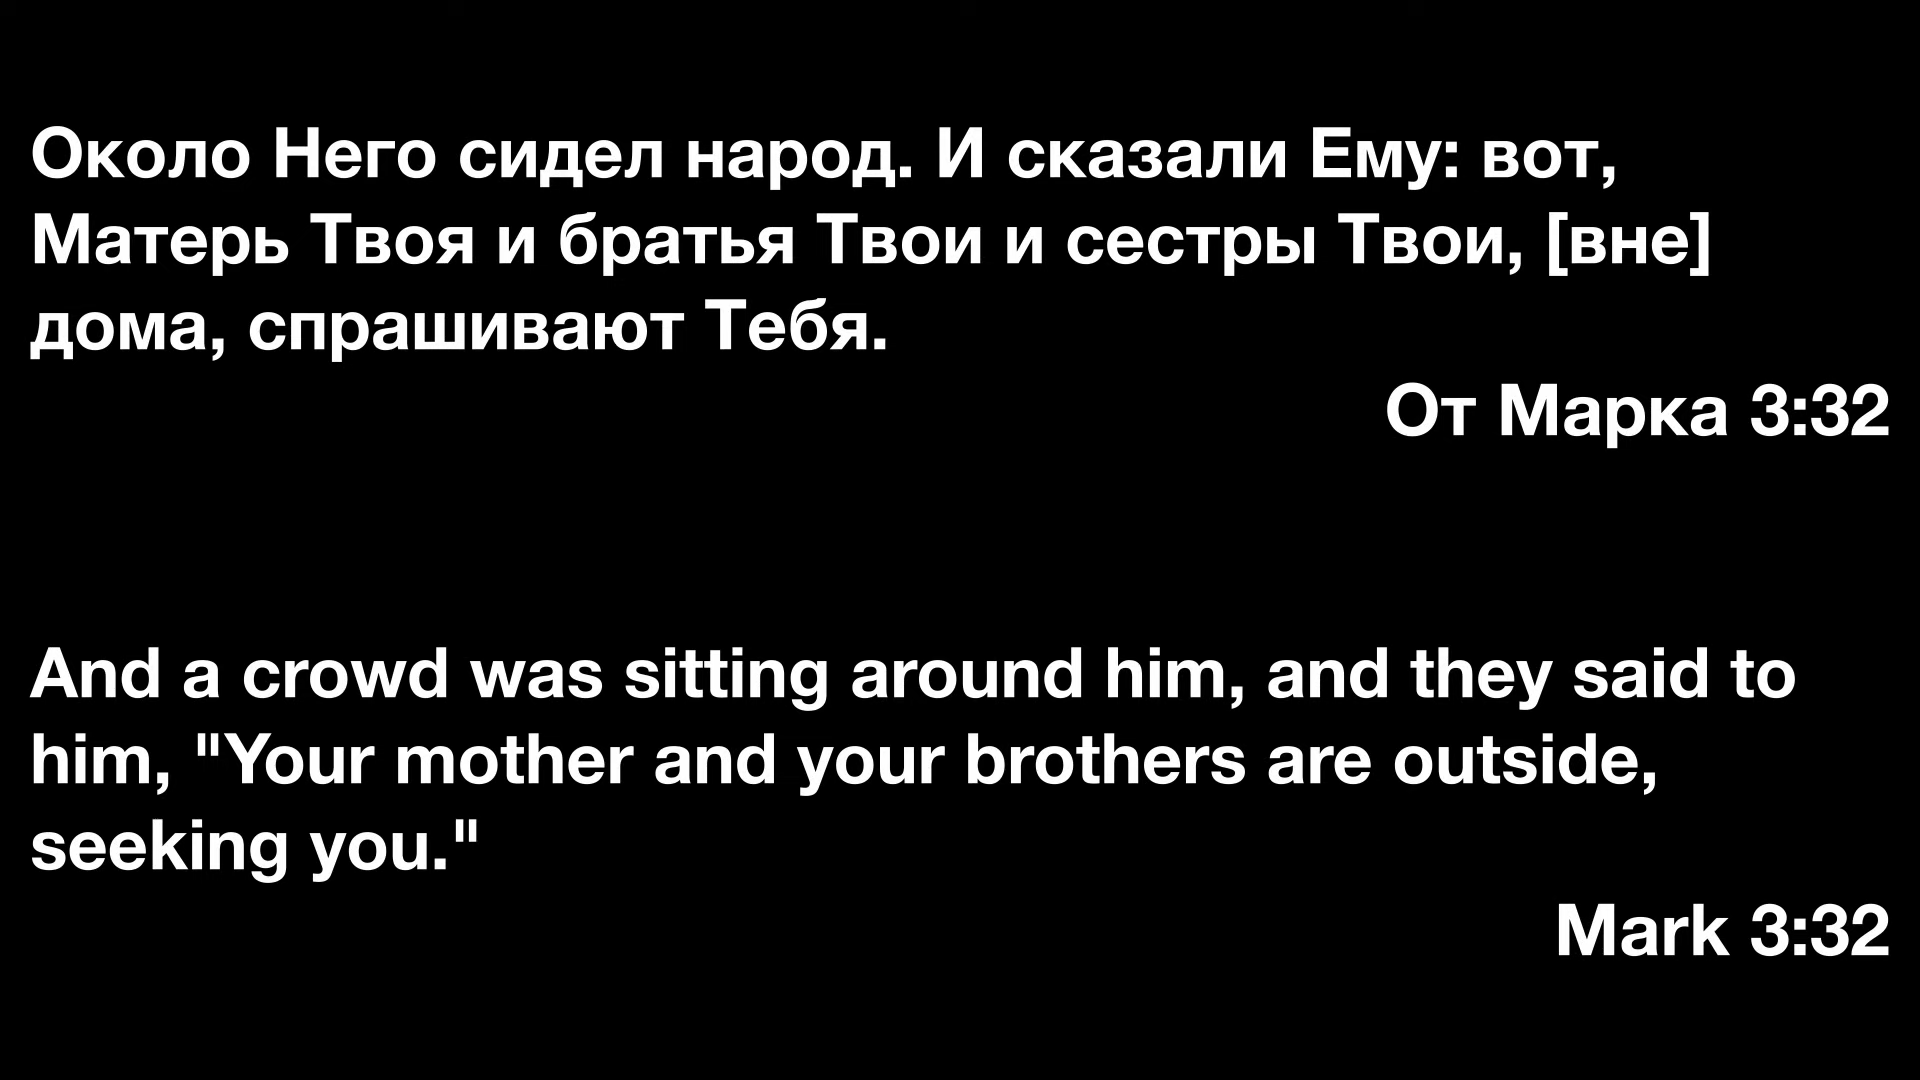 Около Него сидел народ. И сказали Ему: вот,
Матерь Твоя и братья Твои и сестры Твои, [вне]
дома, спрашивают Тебя.
От Марка 3:32
And a crowd was sitting around him, and they said to
him, "Your mother and your brothers are outside,
seeking you."
Mark 3:32